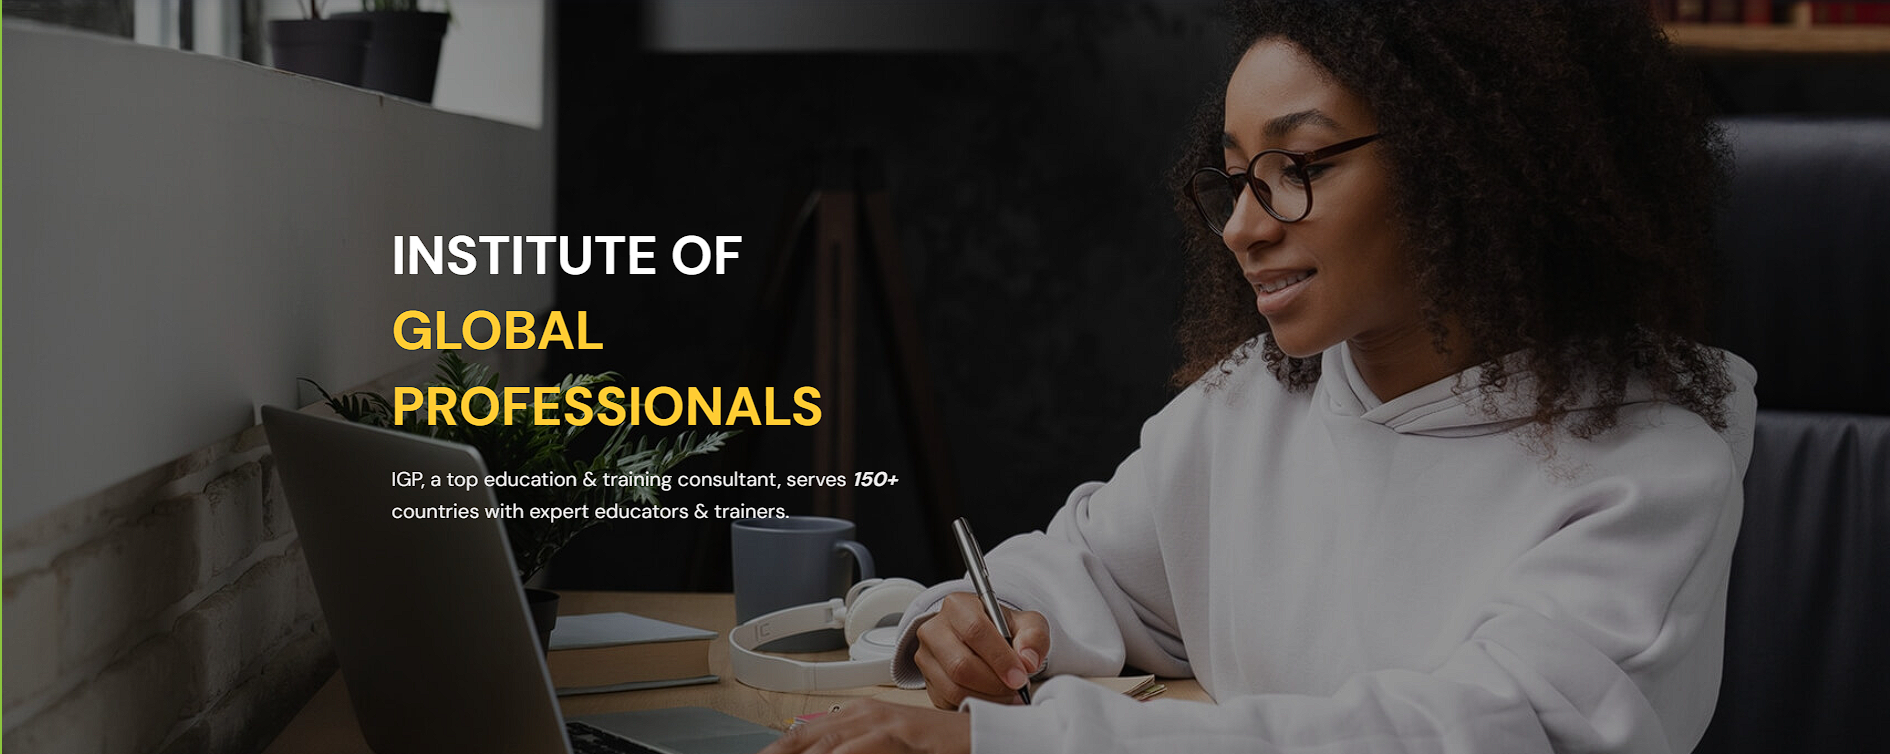 INSTITUTE OF
GLOBAL
PROFESSIONALS
IGP, a top education & training consultant, serves 150+
countries with expert educators & trainers.